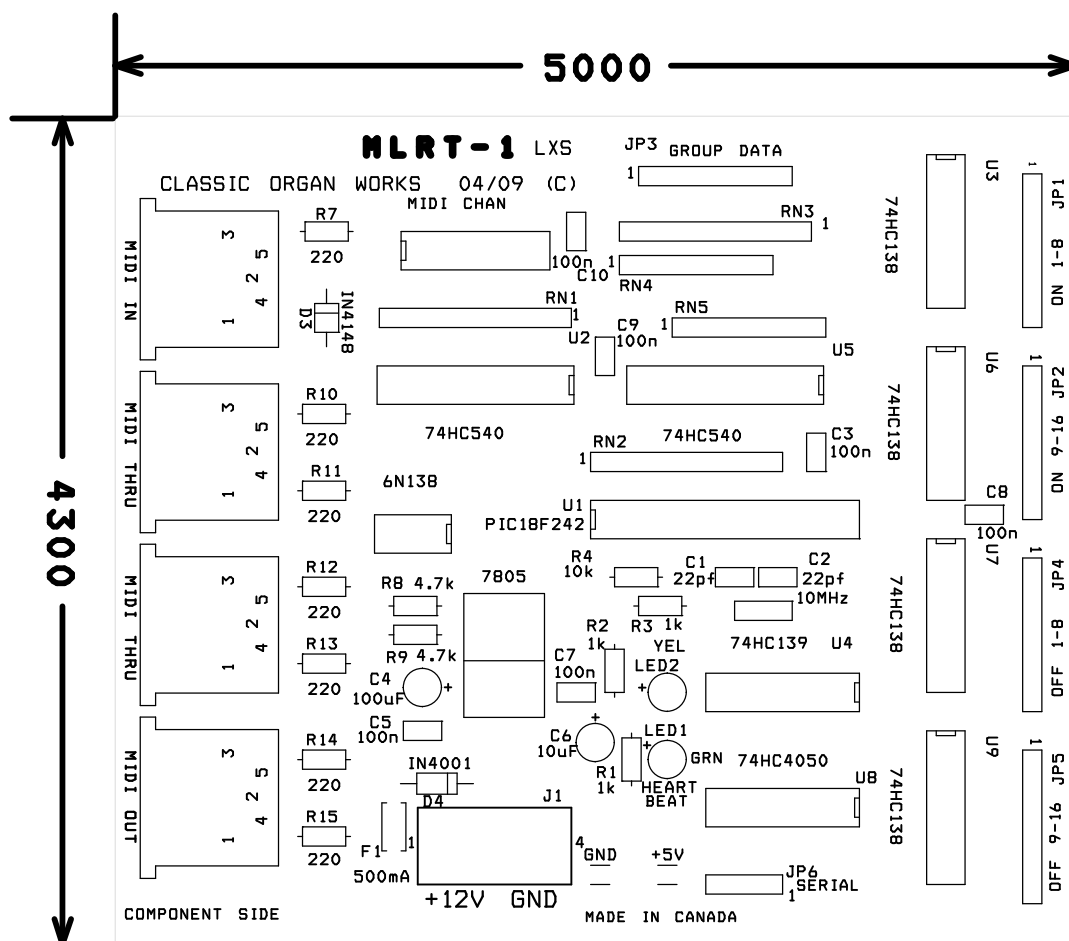 5000
4300
MLRT-1 LXS
CLASSIC ORGAN WORKS 04/09 (C)
MIDI CHAN
JP3 GROUP DATA
1
U3
74HC138
1
JP1
ON 1-8
MIDI IN
3
5
2
4
1
R7
220
D3
IN4148
100n
C10
RN3
1
1
RN4
RN1
1
U2
C9
100n
RN5
1
U5
74HC540
74HC540
U6
74HC138
1
JP2
ON 9-16
MIDI THRU
3
5
2
4
1
R10
220
R11
220
6N138
RN2
1
C3
100n
U1
PIC18F242
C8
100n
R4
10k
C1
22pf
C2
22pf
10MHz
R3 1k
U7
74HC138
1
JP4
OFF 1-8
MIDI THRU
3
5
2
4
1
R12
220
R13
220
R8 4.7k
R9 4.7k
7805
C4
100uF
+
C5
100n
C7
100n
R2
1k
YEL
LED2
+
74HC139 U4
MIDI OUT
3
5
2
4
1
R14
220
R15
220
IN4001
D4
+
C6
10uF
R1
1k
LED1
+
GRN
HEART
BEAT
74HC4050
U8
U9
74HC138
1
JP5
OFF 9-16
F1
500mA
J1
1
4
+12V GND
GND
+5V
JP6
1
SERIAL
COMPONENT SIDE
MADE IN CANADA